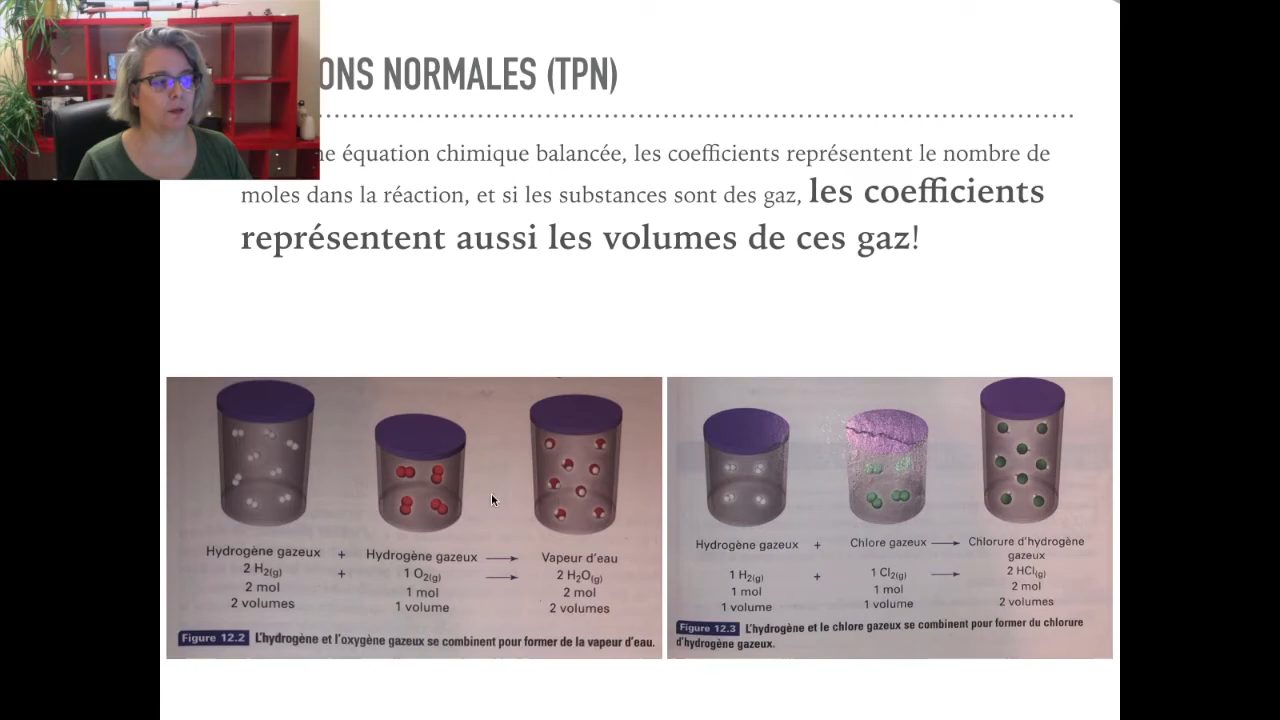 ONS NORMALES (TPN)
ne équation chimique balancée, les coefficients représentent le nombre de
moles dans la réaction, et si les substances sont des gaz, les coefficients
représentent aussi les volumes de ces gaz!
Hydrogène gazeux + Hydrogène gazeux → Vapeur d'eau
2 H2(g) + 1 O2(g) → 2 H2O(g)
2 mol 1 mol 2 mol
2 volumes 1 volume 2 volumes
Figure 12.2 L'hydrogène et l'oxygène gazeux se combinent pour former de la vapeur d'eau.
Hydrogène gazeux + Chlore gazeux → Chlorure d'hydrogène
gazeux
1 H2(g) + 1 Cl2(g) → 2 HCl(g)
1 mol 1 mol 2 mol
1 volume 1 volume 2 volumes
Figure 12.3 L'hydrogène et le chlore gazeux se combinent pour former du chlorure
d'hydrogène gazeux.